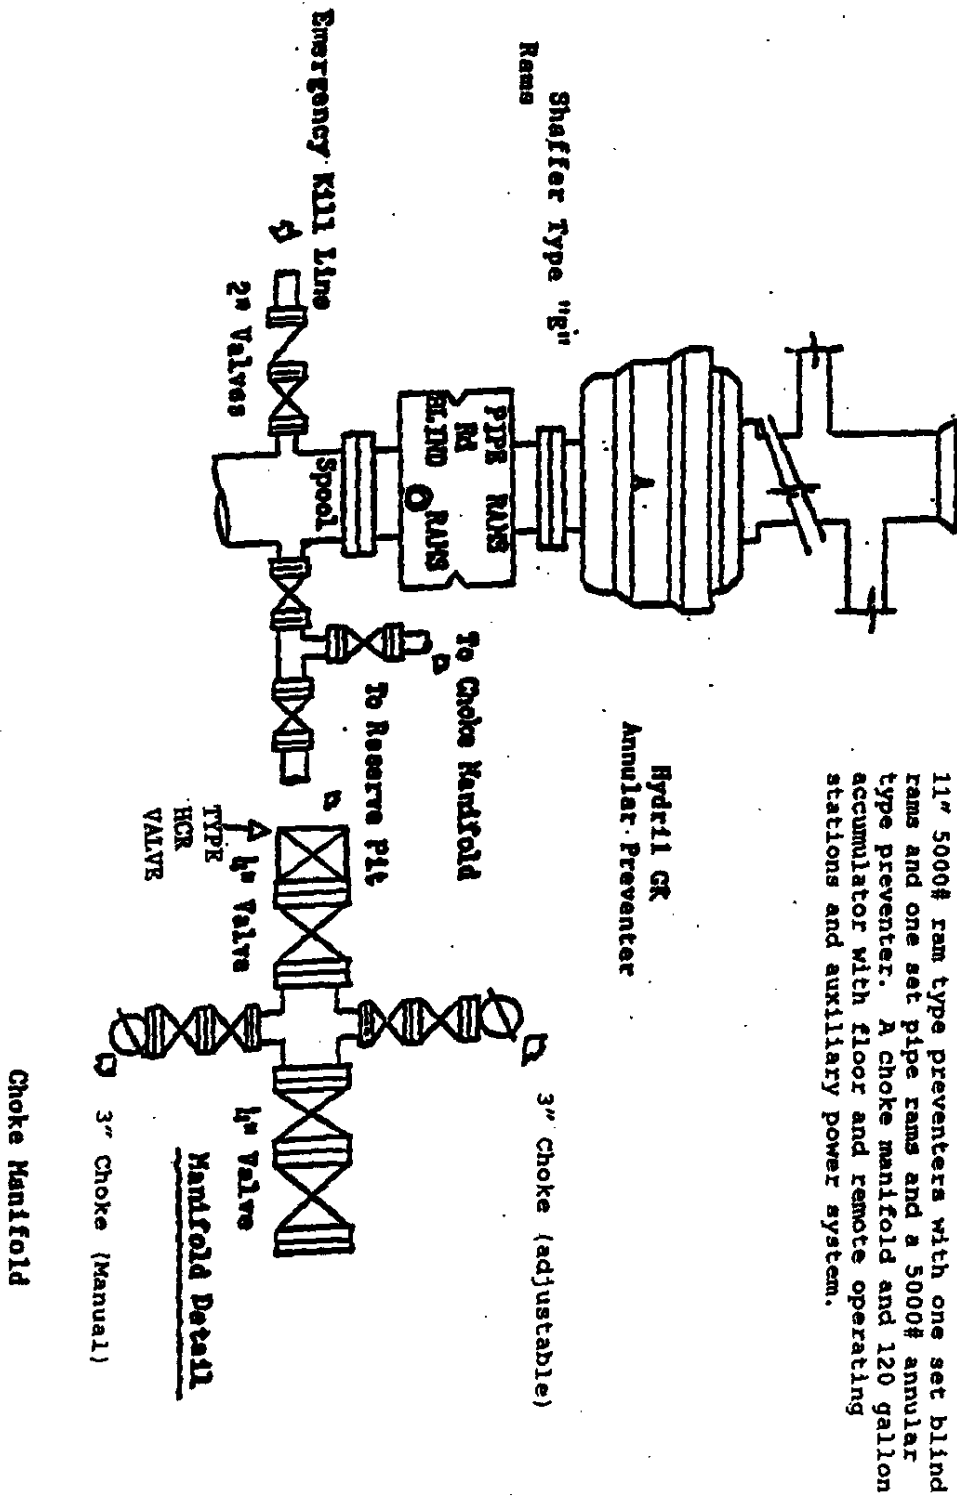 11" 5000# ram type preventers with one set blind
rams and one set pipe rams and a 5000# annular
type preventer. A choke manifold and 120 gallon
accumulator with floor and remote operating
stations and auxiliary power system.
Hydril GK
Annular Preventer
Shaffer Type "E"
Rams
PIPE RAMS
BLIND RAMS
Spool
Emergency Kill Line
2" Valves
To Choke Manifold
To Reserve Pit
TYPE
HCR
VALVE
4" Valve
4" Valve
3" Choke (adjustable)
3" Choke (Manual)
Manifold Detail
Choke Manifold